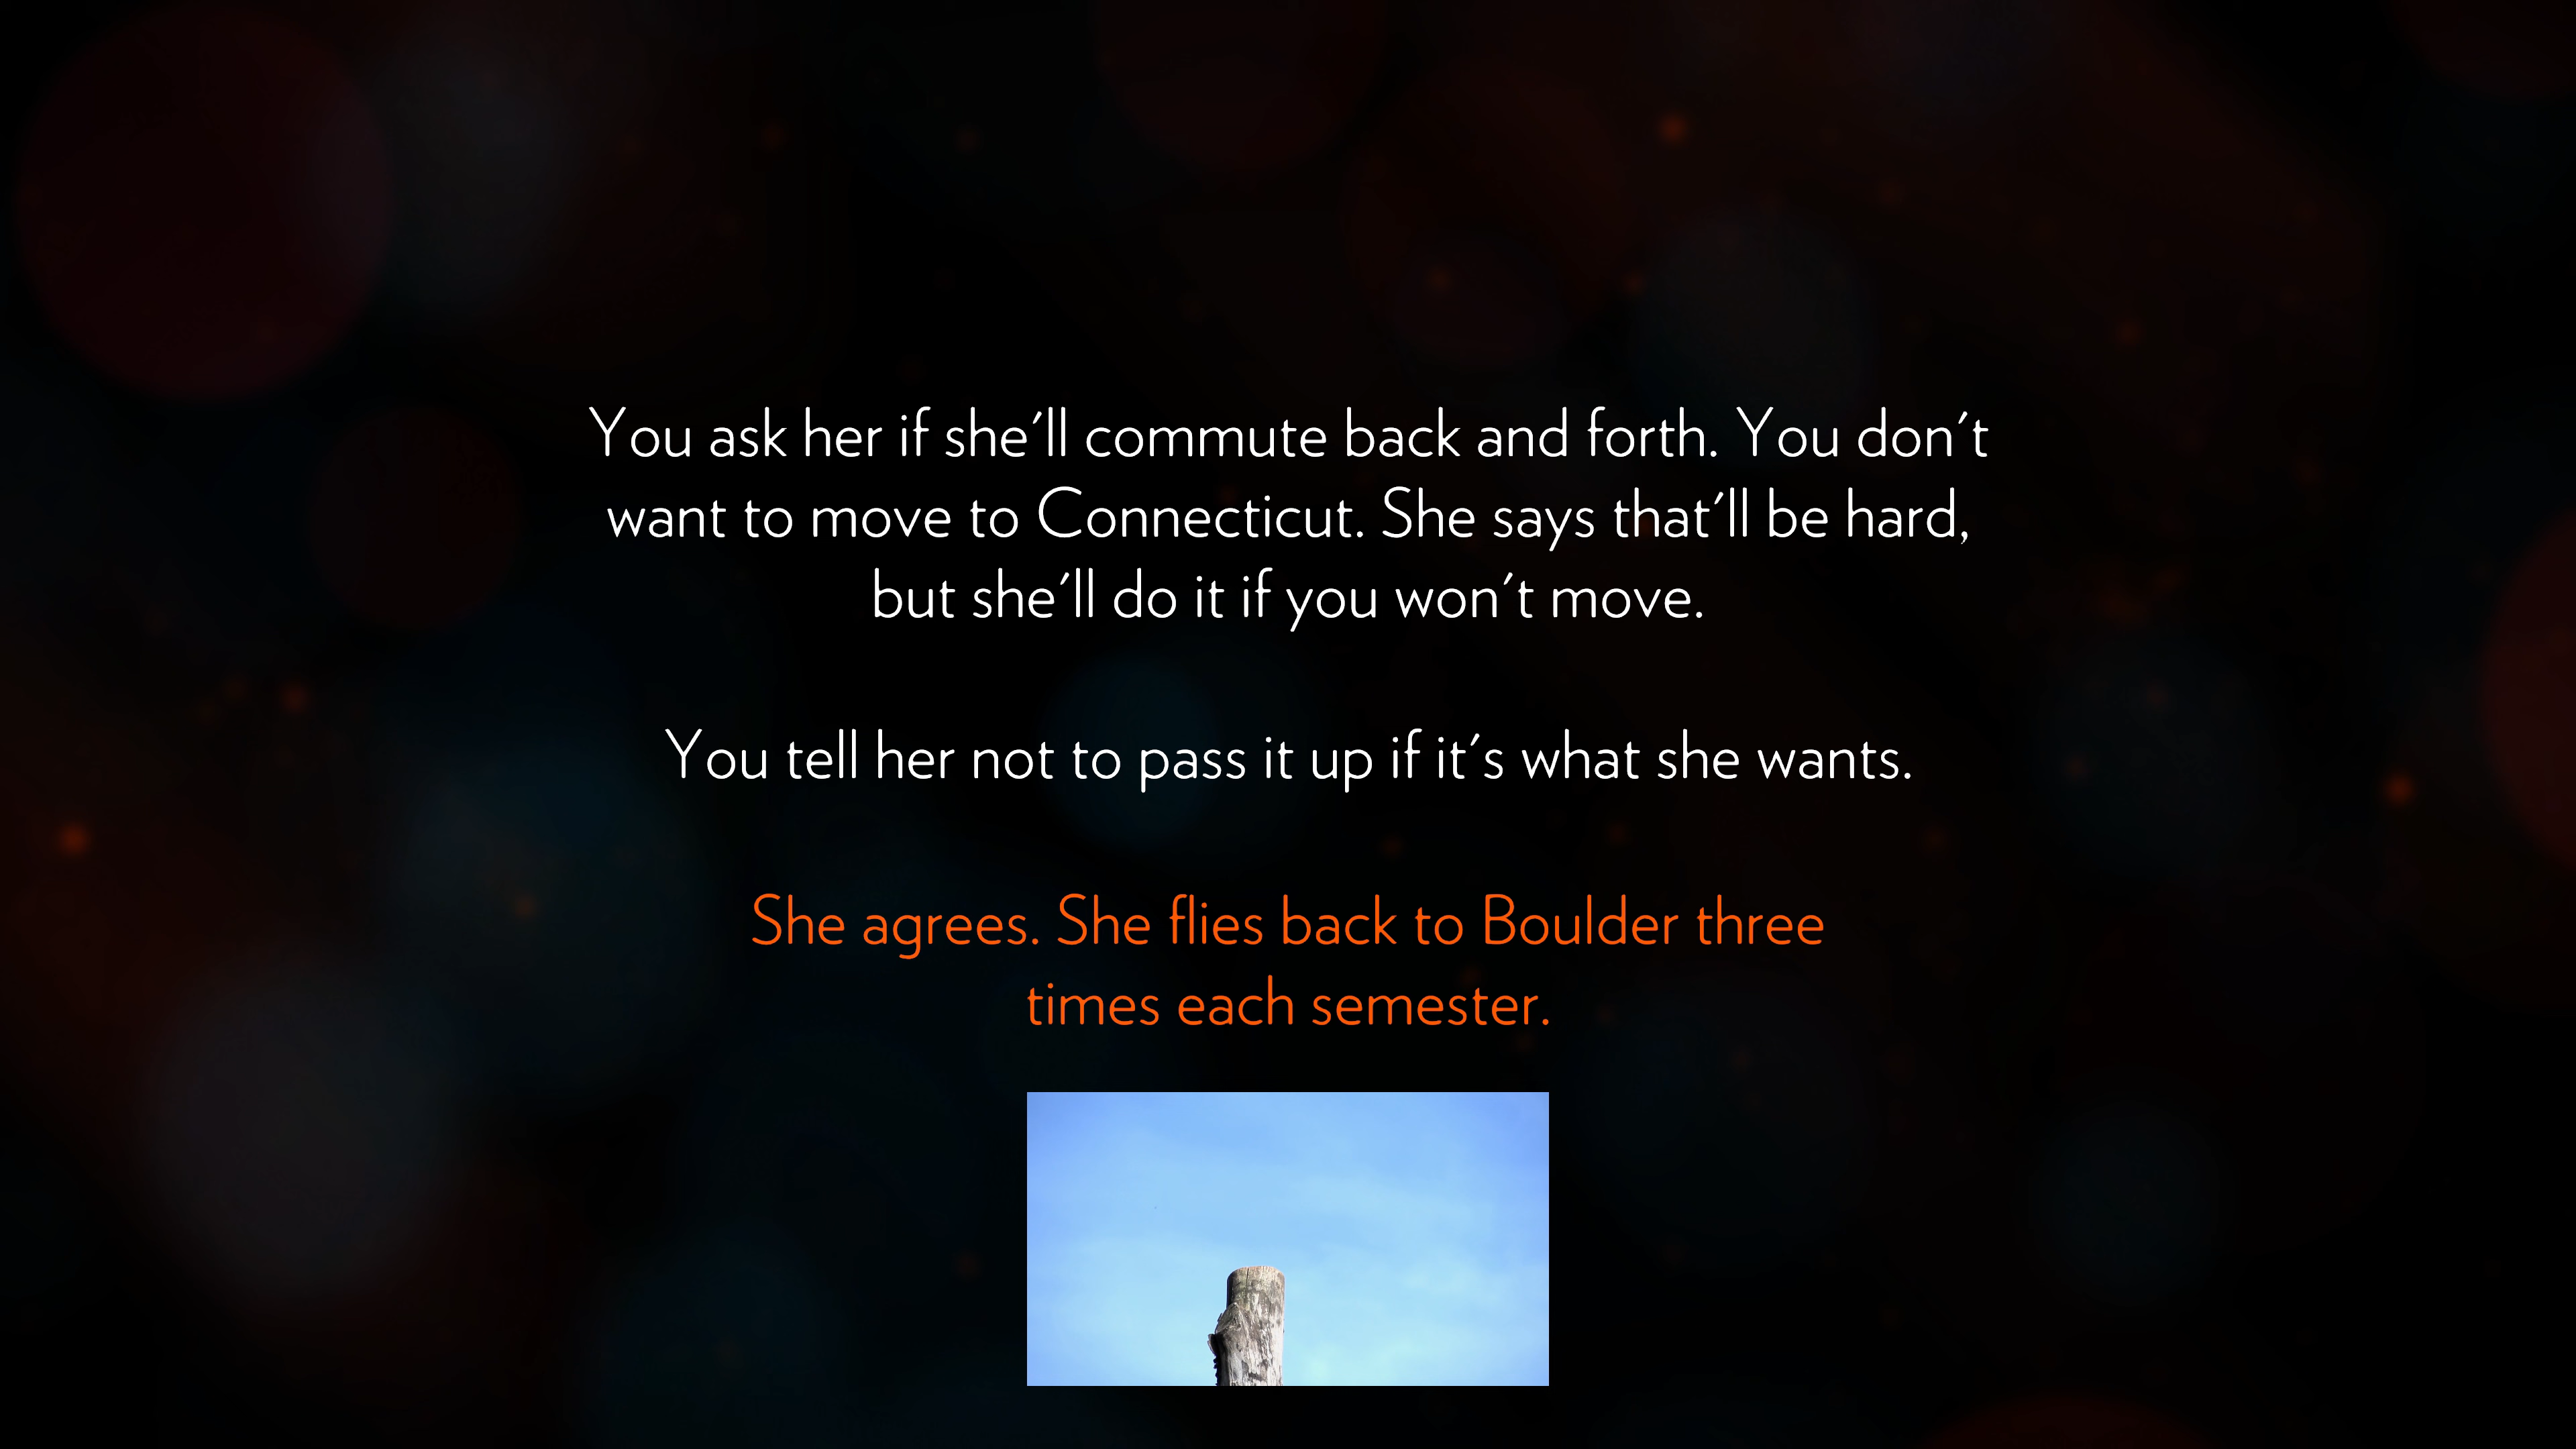 You ask her if she'll commute back and forth. You don't
want to move to Connecticut. She says that'll be hard,
but she'll do it if you won't move.
You tell her not to pass it up if it's what she wants.
She agrees. She flies back to Boulder three
times each semester.